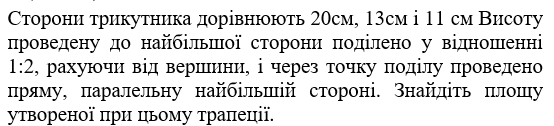 Сторони трикутника дорівнюють 20см, 13см і 11 см Висоту
проведену до найбільшої сторони поділено у відношенні
1:2, рахуючи від вершини, і через точку поділу проведено
пряму, паралельну найбільшій стороні. Знайдіть площу
утвореної при цьому трапеції.